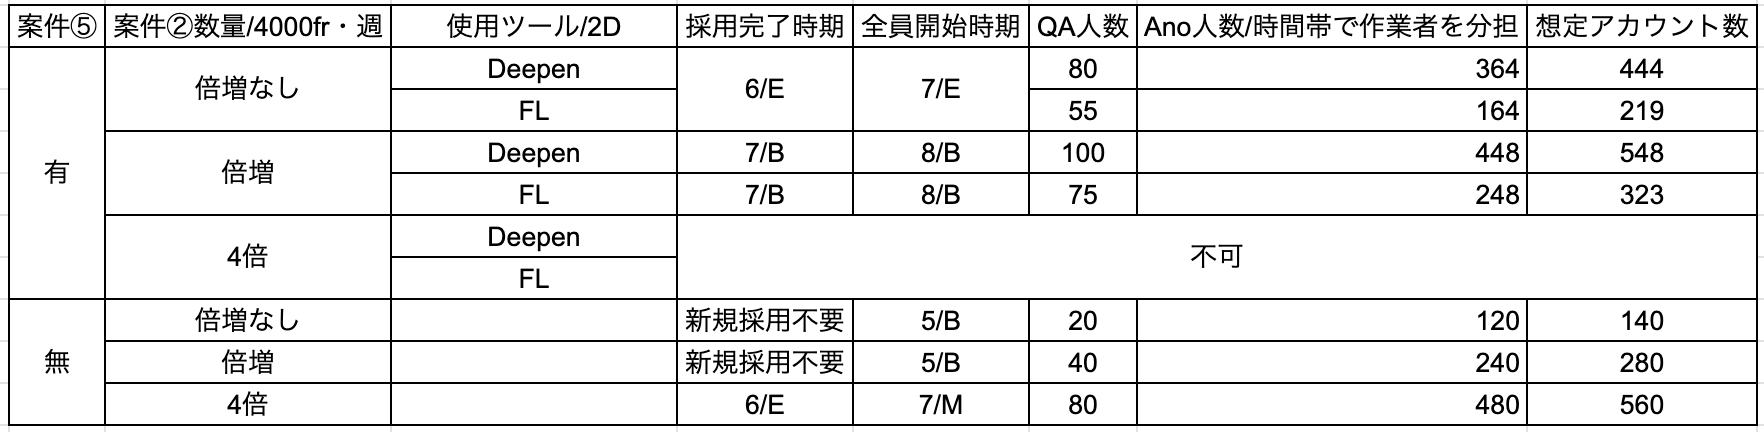 案件⑤ 案件②数量/4000fr・週 使用ツール/2D 採用完了時期 全員開始時期 QA人数 Ano人数/時間帯で作業者を分担 想定アカウント数
有 倍増なし Deepen 6/E 7/E 80 364 444
FL 55 164 219
倍増 Deepen 7/B 8/B 100 448 548
FL 7/B 8/B 75 248 323
4倍 Deepen 不可
FL
無 倍増なし 新規採用不要 5/B 20 120 140
倍増 新規採用不要 5/B 40 240 280
4倍 6/E 7/M 80 480 560